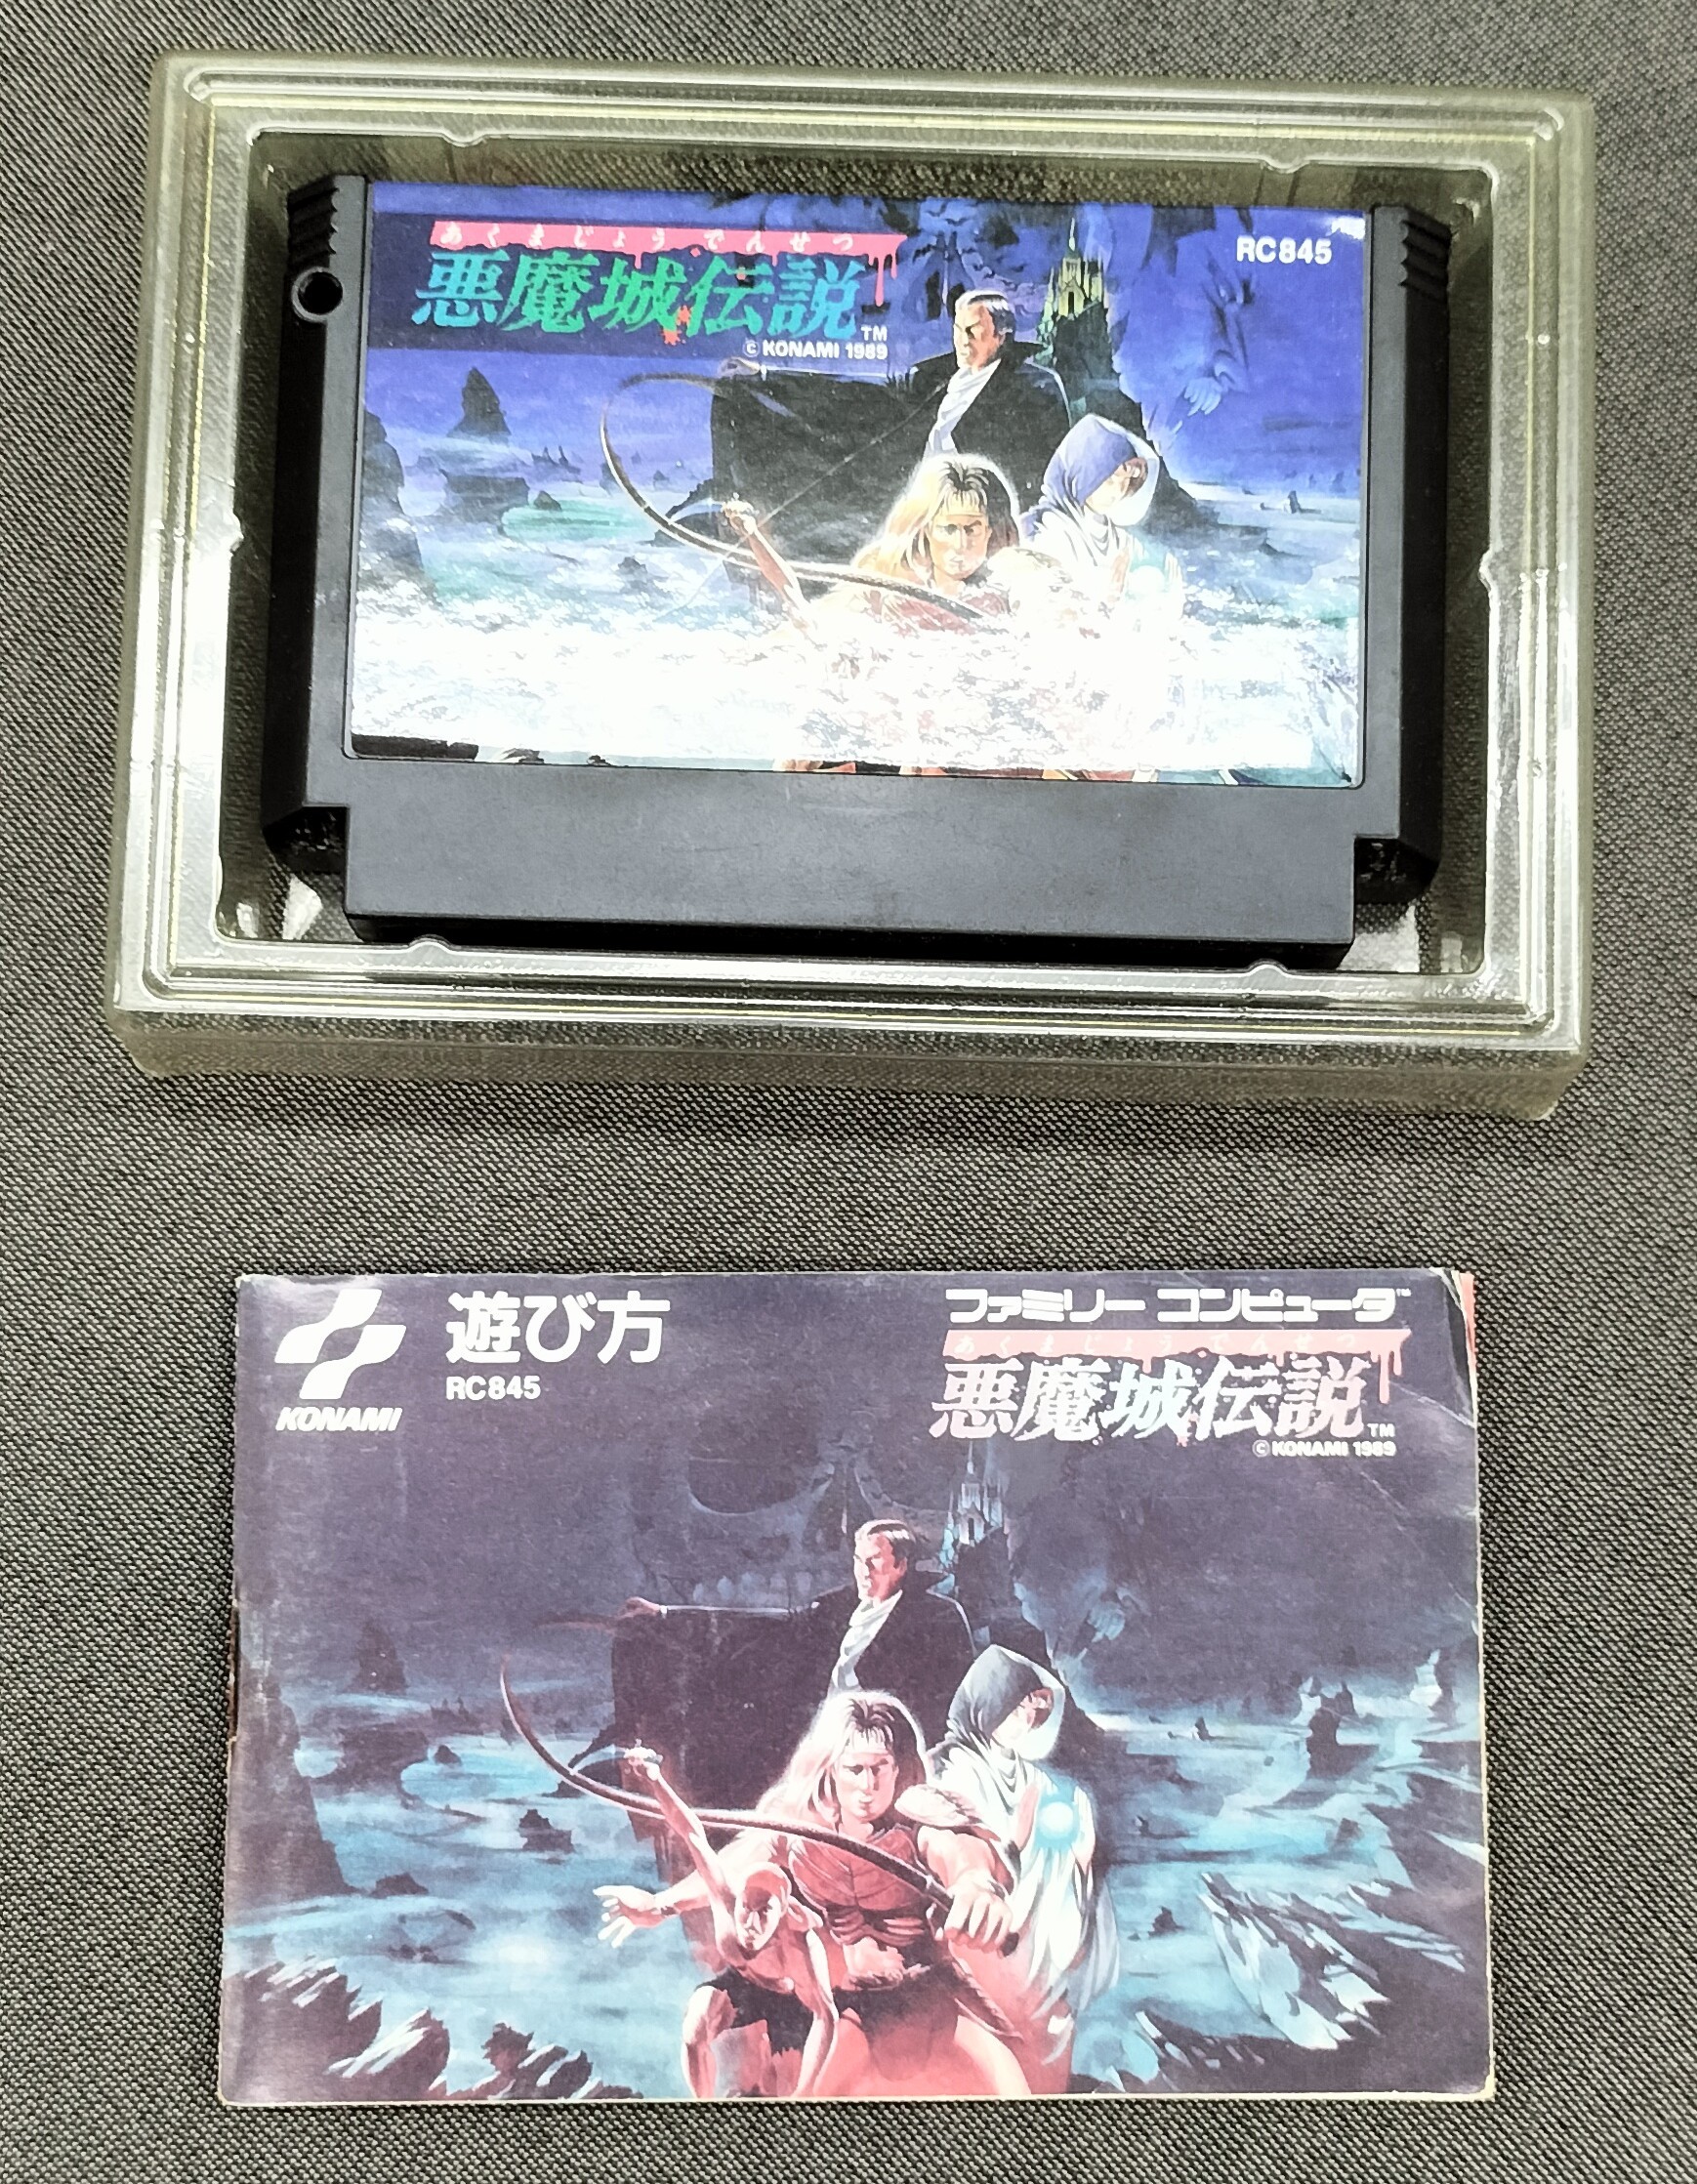 あくまじょうでんせつ
悪魔城伝説
TM
© KONAMI 1989
RC845
KONAMI
遊び方
RC845
ファミリーコンピュータ™
あくまじょうでんせつ
悪魔城伝説
TM
© KONAMI 1989